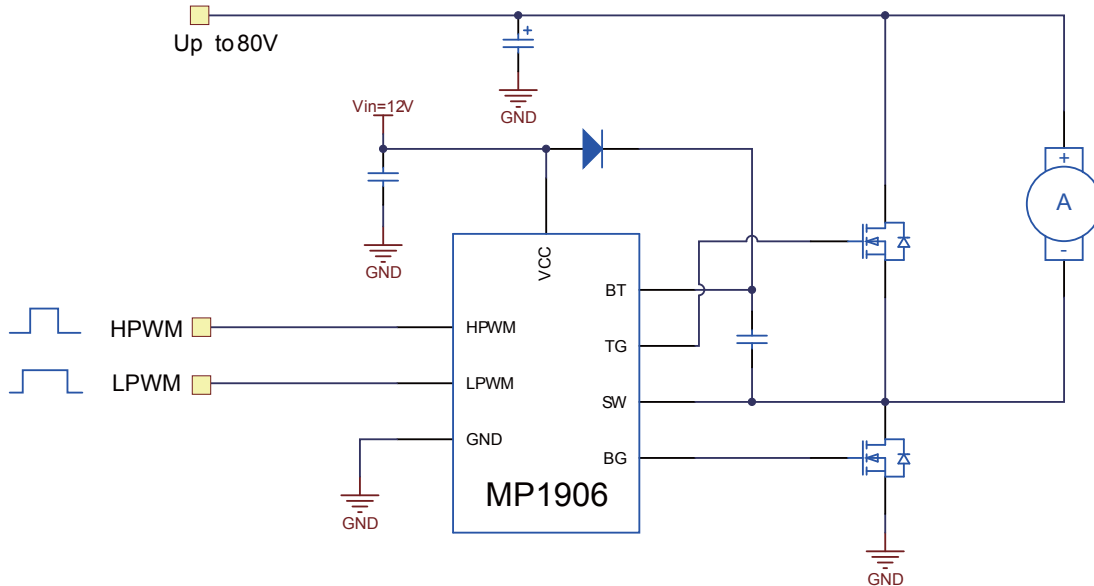 Up to 80V
+
GND
Vin=12V
+
A
-
GND
VCC
BT
HPWM
HPWM
TG
LPWM
LPWM
SW
GND
BG
MP1906
GND
GND